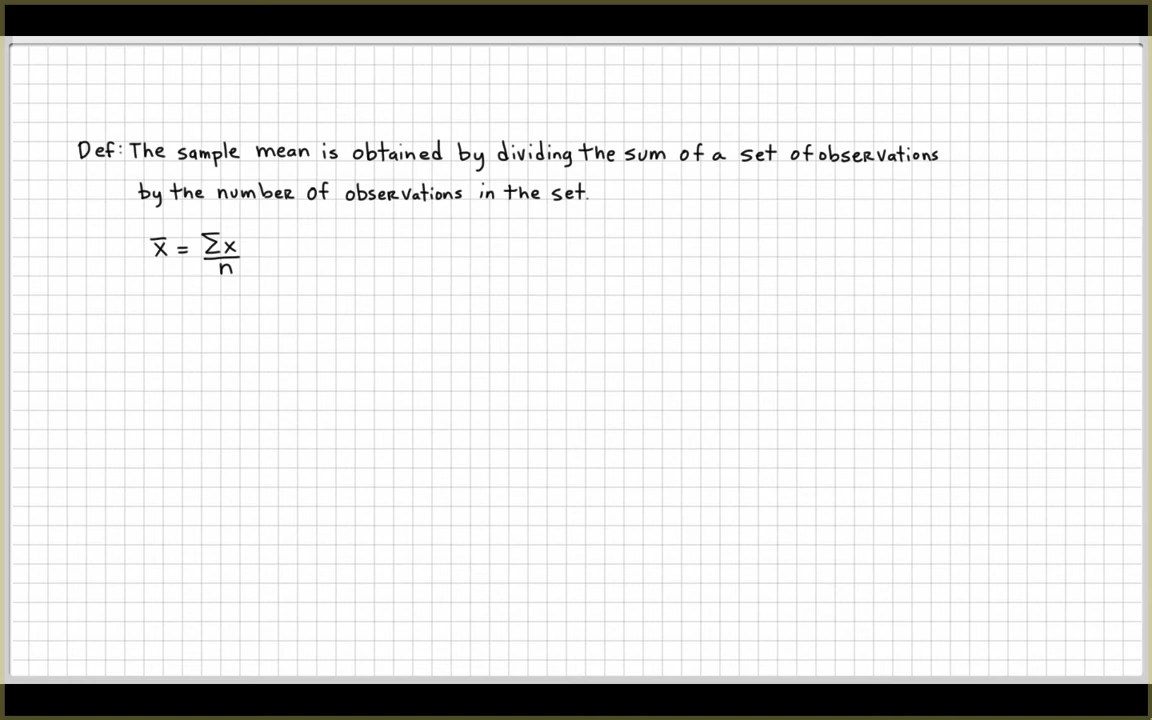 Def: The sample mean is obtained by dividing the sum of a set of observations
by the number of observations in the set.
x̄ = Σx
n